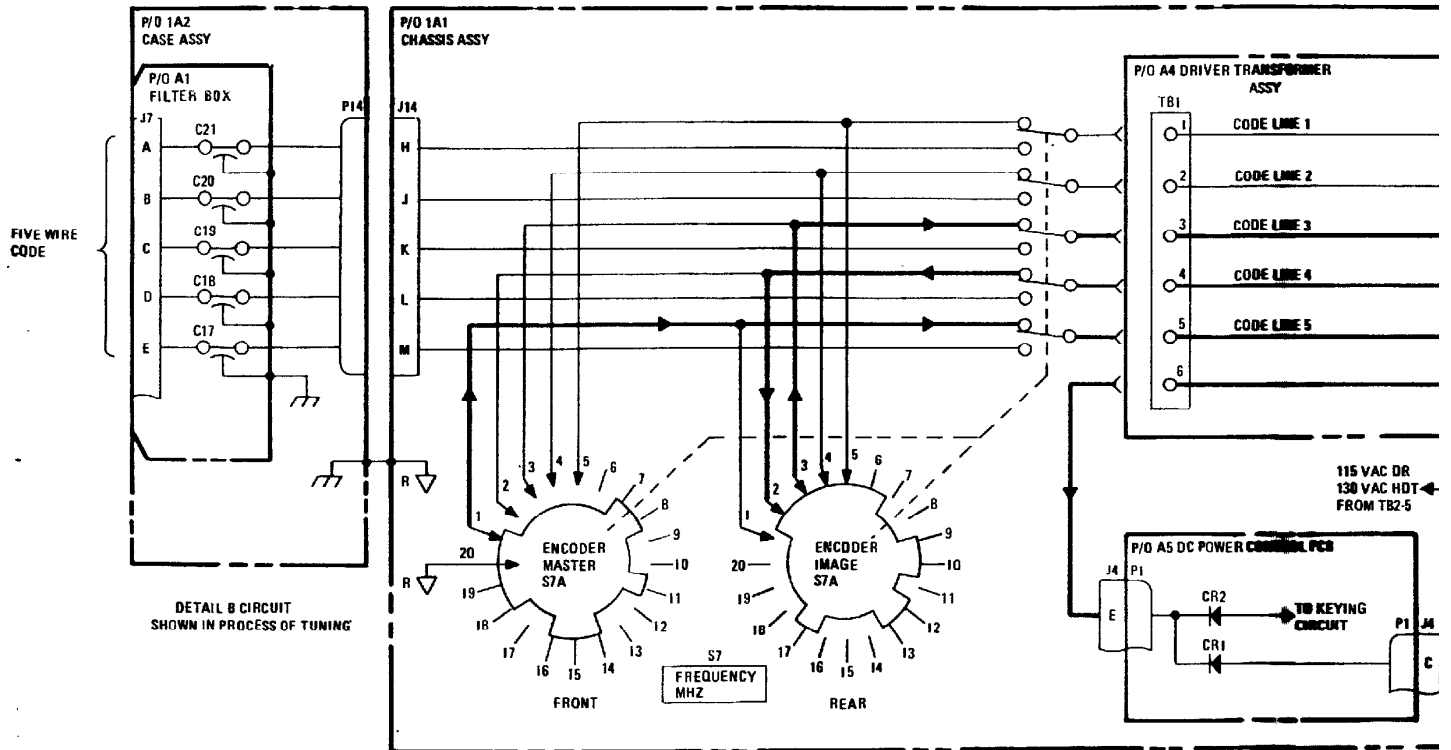 P/O 1A2
CASE ASSY
P/O A1
FILTER BOX
J7
P14
FIVE WIRE
CODE
A
B
C
D
E
C21
C20
C19
C18
C17
P/O 1A1
CHASSIS ASSY
J14
H
J
K
L
M
P/O A4 DRIVER TRANSFORMER
ASSY
TB1
1 CODE LINE 1
2 CODE LINE 2
3 CODE LINE 3
4 CODE LINE 4
5 CODE LINE 5
6
R
R
1
2
3
4
5
6
7
8
9
10
11
12
13
14
15
16
17
18
19
20
ENCODER
MASTER
S7A
FRONT
1
2
3
4
5
6
7
8
9
10
11
12
13
14
15
16
17
18
19
20
ENCODER
IMAGE
S7A
REAR
S7
FREQUENCY
MHZ
DETAIL B CIRCUIT
SHOWN IN PROCESS OF TUNING
115 VAC DR
130 VAC HDT
FROM TB2-5
P/O A5 DC POWER CONTROL PCB
J4 P1
E
CR2
TO KEYING
CIRCUIT
CR1
P1 J4
C